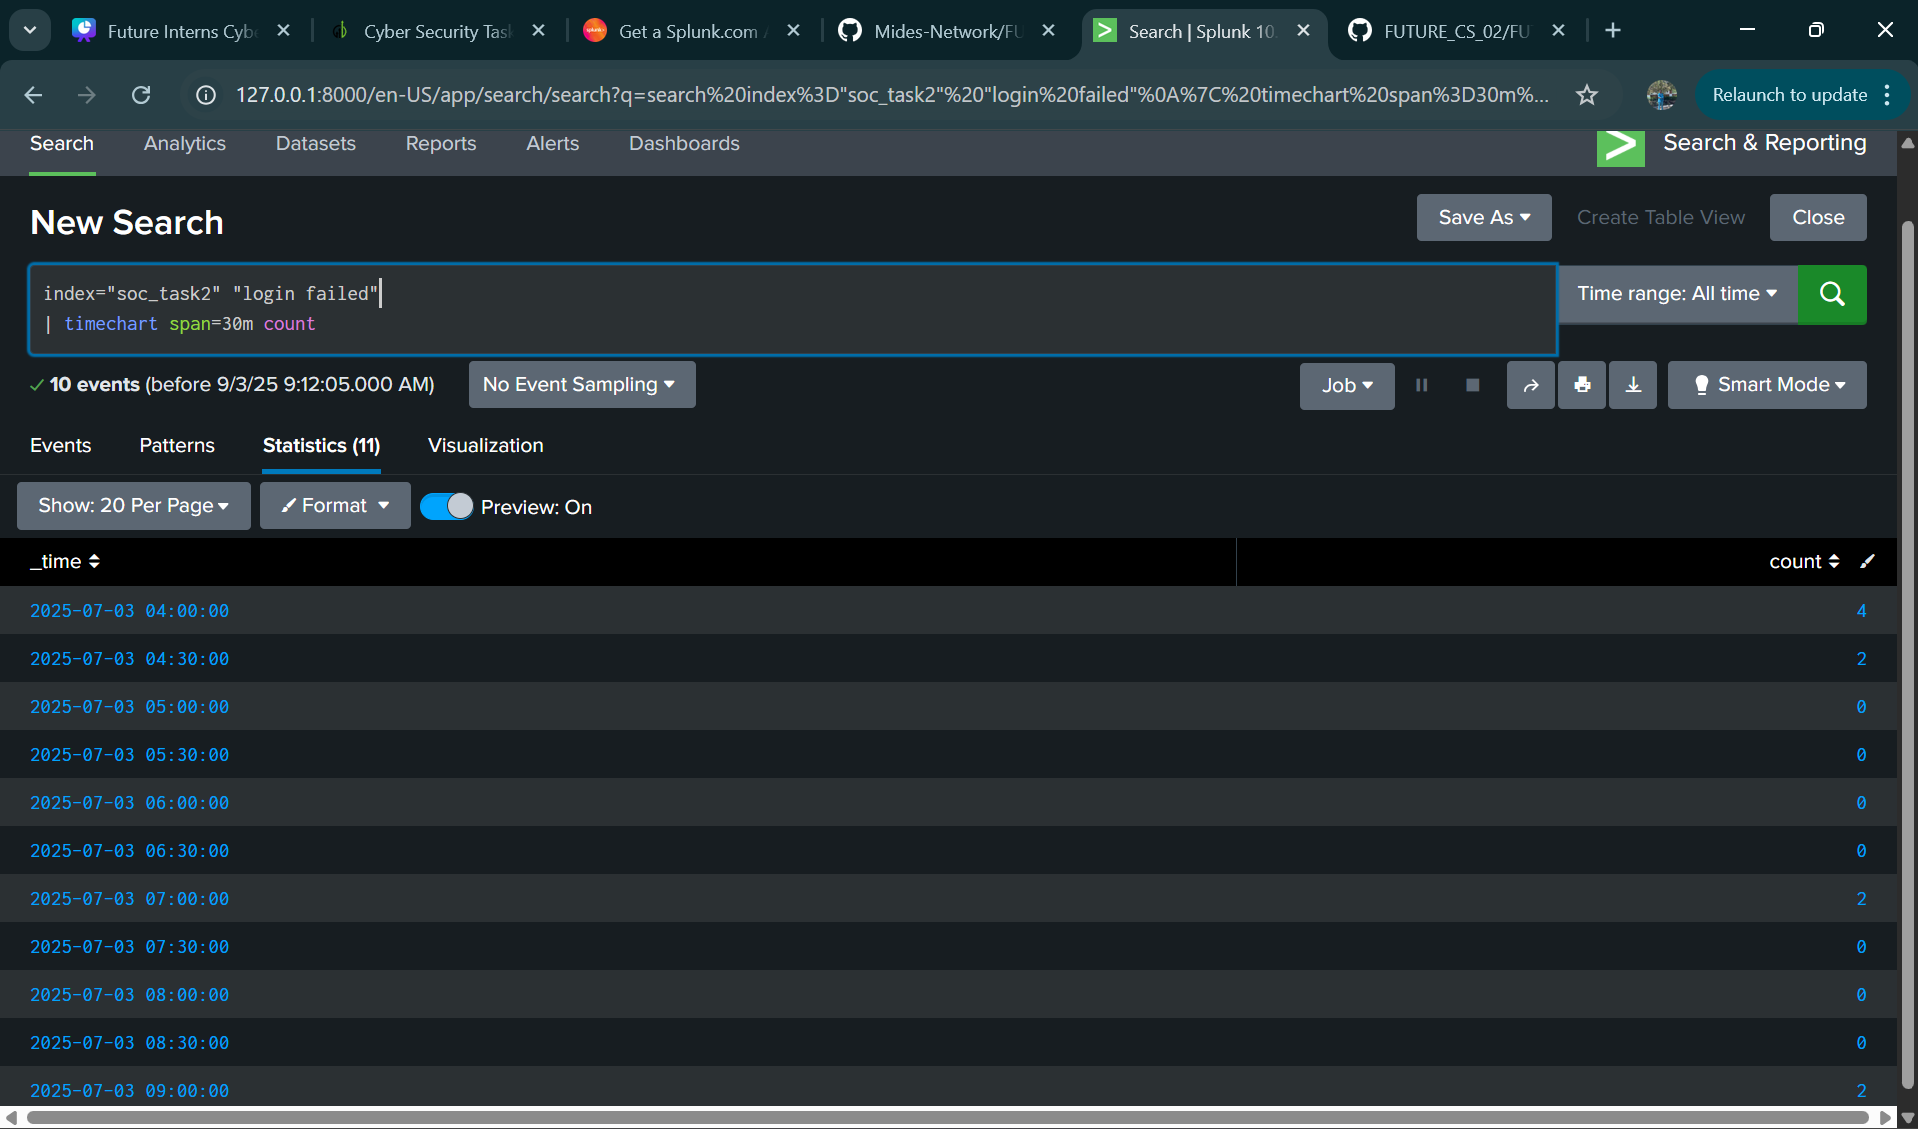 Future Interns Cybe
Cyber Security Task
Get a Splunk.com
Mides-Network/FU
Search | Splunk 10.
FUTURE_CS_02/FU
127.0.0.1:8000/en-US/app/search/search?q=search%20index%3D"soc_task2"%20"login%20failed"%0A%7C%20timechart%20span%3D30m%...
Relaunch to update
Search Analytics Datasets Reports Alerts Dashboards
Search & Reporting
New Search
Save As Create Table View Close
index="soc_task2" "login failed"
| timechart span=30m count
Time range: All time
10 events (before 9/3/25 9:12:05.000 AM)
No Event Sampling
Job
Smart Mode
Events Patterns Statistics (11) Visualization
Show: 20 Per Page Format Preview: On
_time count
2025-07-03 04:00:00 4
2025-07-03 04:30:00 2
2025-07-03 05:00:00 0
2025-07-03 05:30:00 0
2025-07-03 06:00:00 0
2025-07-03 06:30:00 0
2025-07-03 07:00:00 2
2025-07-03 07:30:00 0
2025-07-03 08:00:00 0
2025-07-03 08:30:00 0
2025-07-03 09:00:00 2